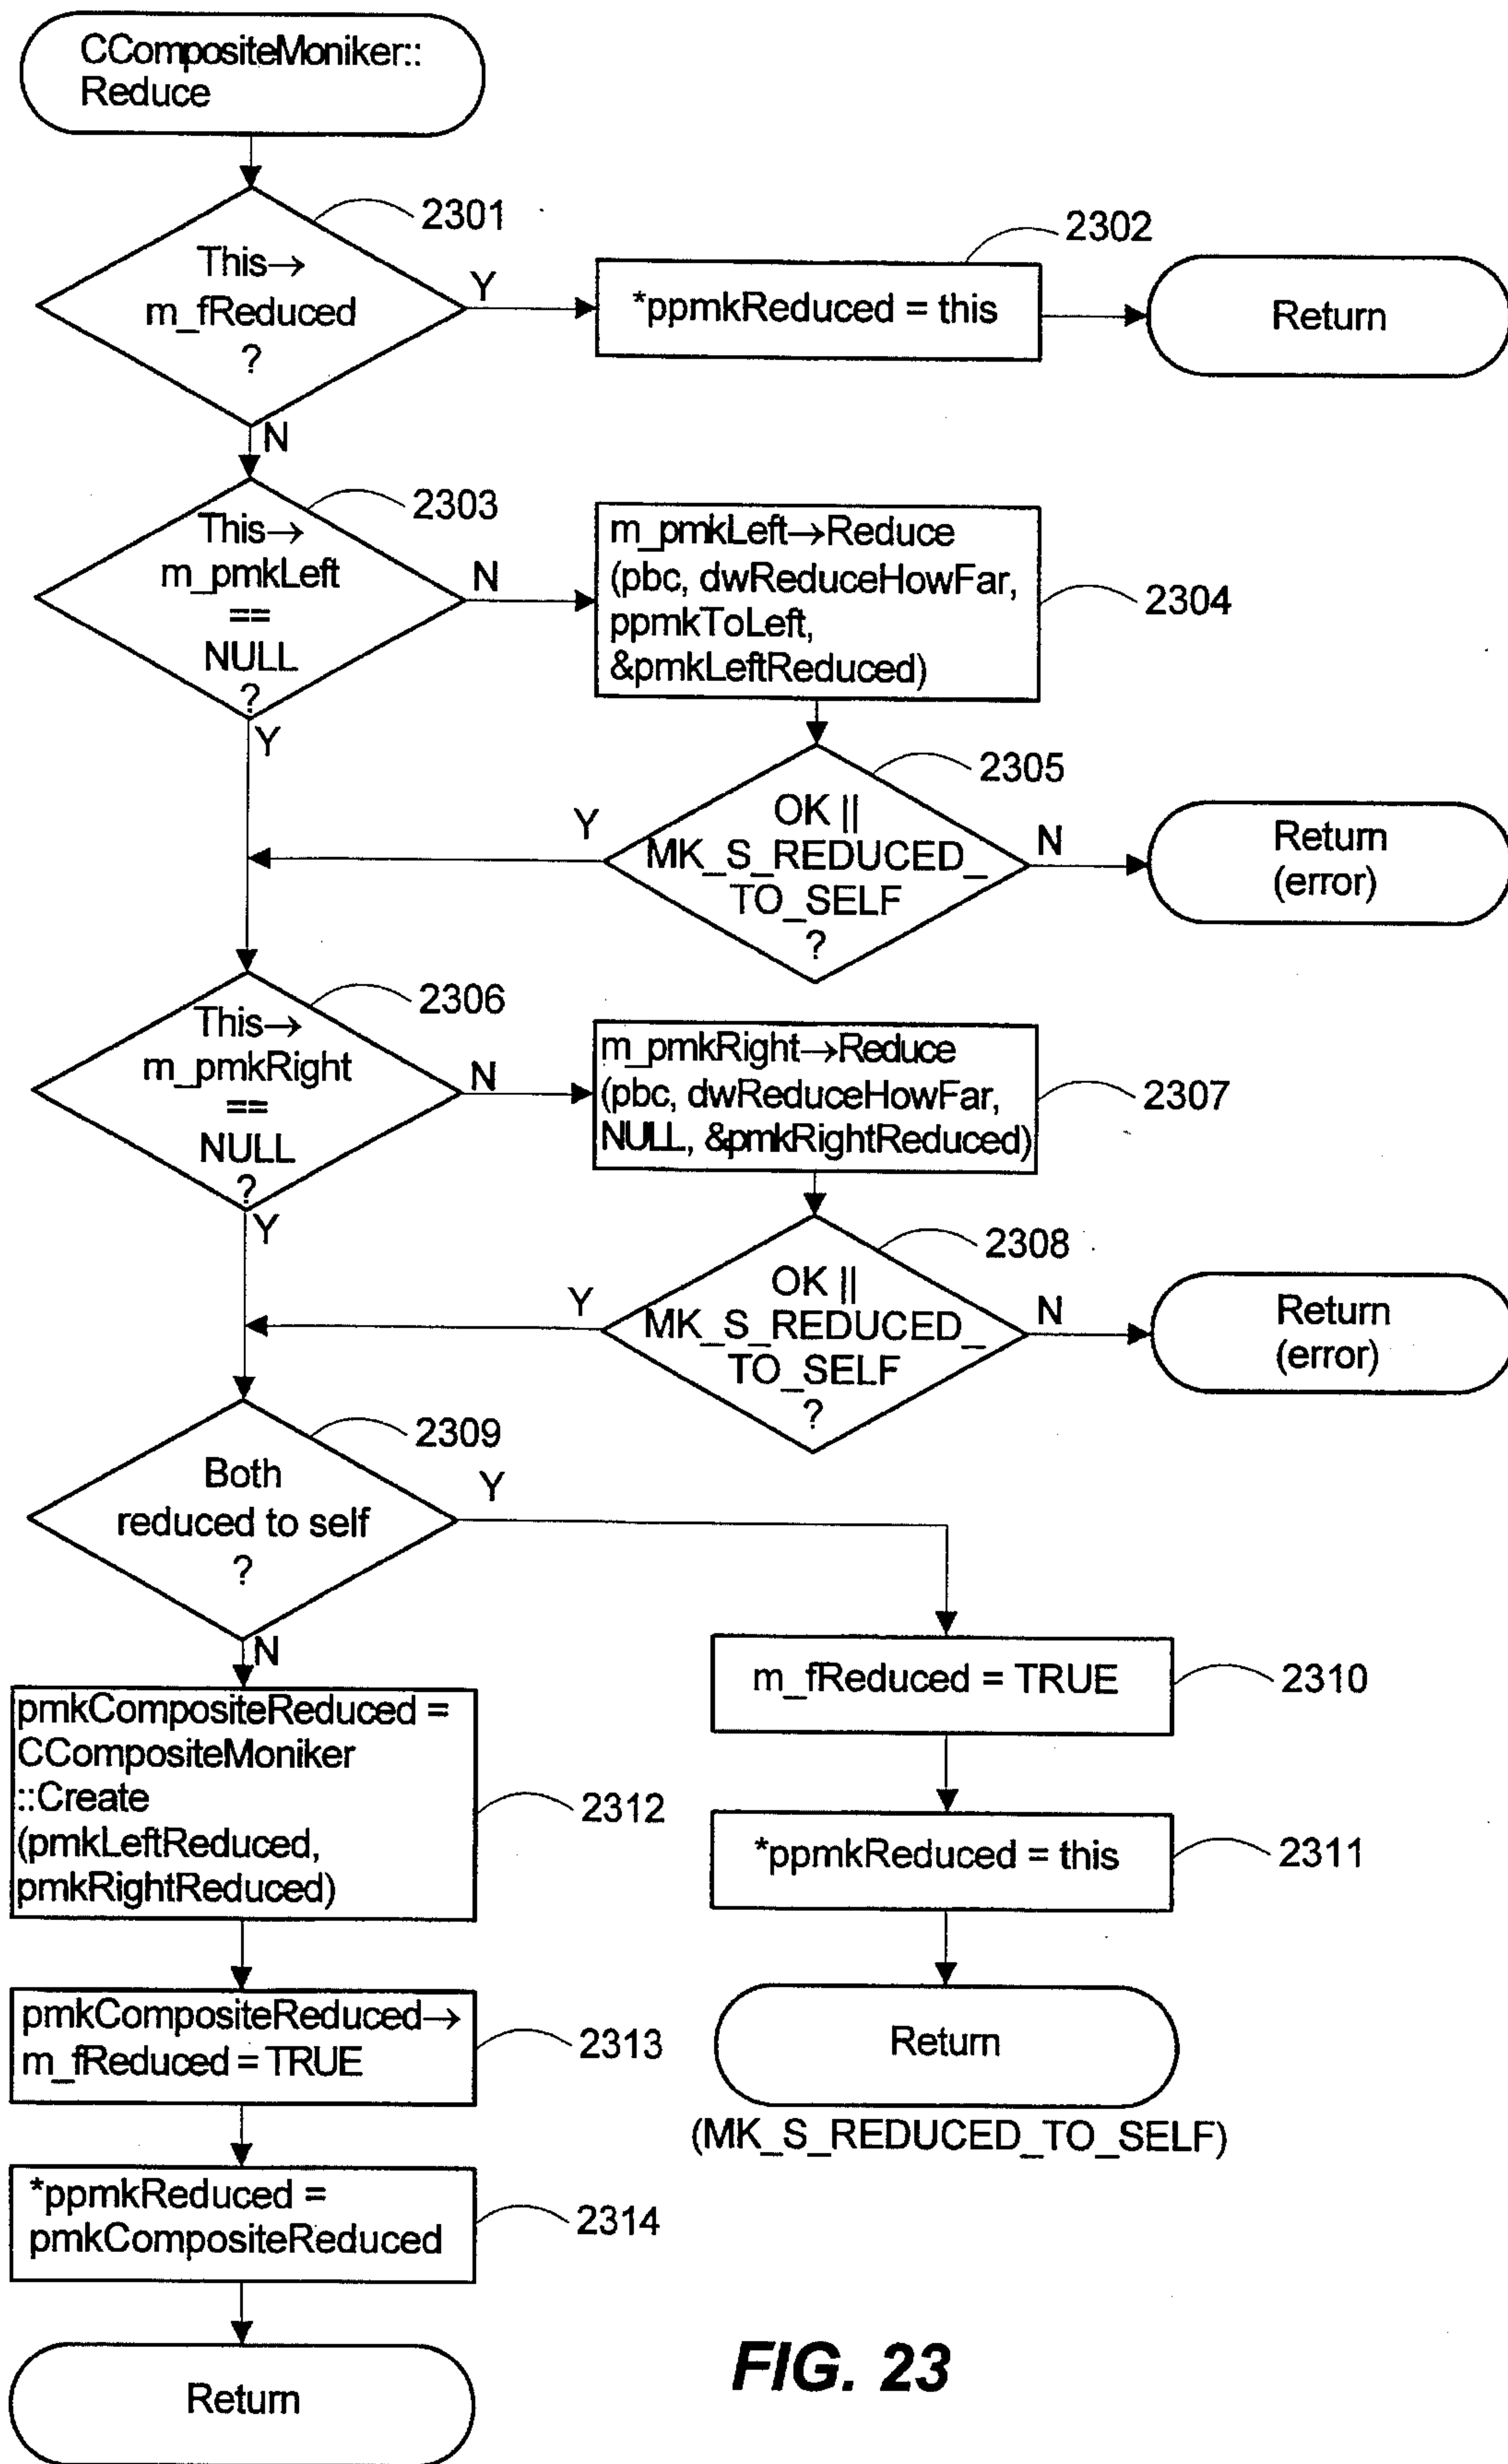 CCompositeMoniker::
Reduce
2301
This→
m_fReduced
?
Y
N
2302
*ppmkReduced = this
Return
2303
This→
m_pmkLeft
==
NULL
?
N
Y
m_pmkLeft→Reduce
(pbc, dwReduceHowFar,
ppmkToLeft,
&pmkLeftReduced)
2304
2305
OK ||
MK_S_REDUCED_
TO_SELF
?
Y
N
Return
(error)
2306
This→
m_pmkRight
==
NULL
?
N
Y
m_pmkRight→Reduce
(pbc, dwReduceHowFar,
NULL, &pmkRightReduced)
2307
2308
OK ||
MK_S_REDUCED_
TO_SELF
?
Y
N
Return
(error)
2309
Both
reduced to self
?
Y
N
m_fReduced = TRUE
2310
*ppmkReduced = this
2311
Return
(MK_S_REDUCED_TO_SELF)
pmkCompositeReduced =
CCompositeMoniker
::Create
(pmkLeftReduced,
pmkRightReduced)
2312
pmkCompositeReduced→
m_fReduced = TRUE
2313
*ppmkReduced =
pmkCompositeReduced
2314
Return
FIG. 23